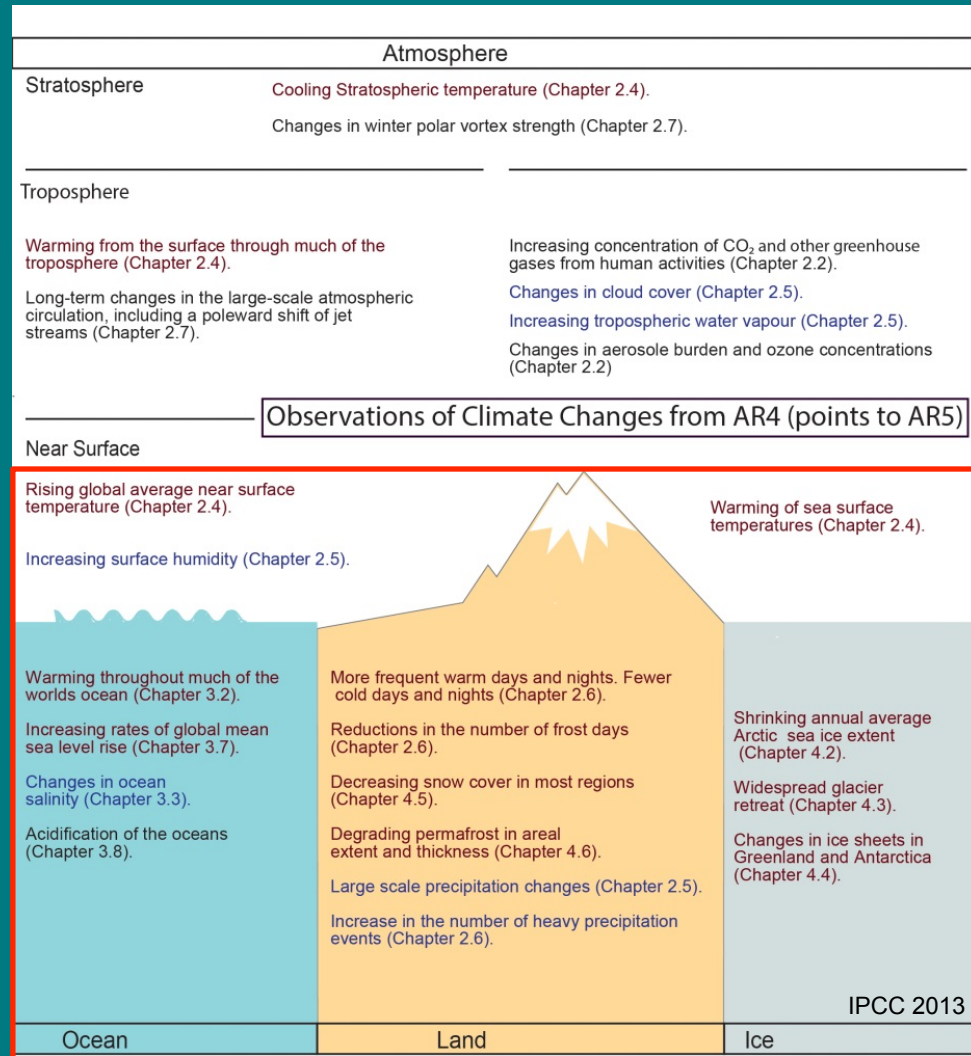 Atmosphere
Stratosphere
Cooling Stratospheric temperature (Chapter 2.4).
Changes in winter polar vortex strength (Chapter 2.7).
Troposphere
Warming from the surface through much of the
troposphere (Chapter 2.4).
Long-term changes in the large-scale atmospheric
circulation, including a poleward shift of jet
streams (Chapter 2.7).
Increasing concentration of CO₂ and other greenhouse
gases from human activities (Chapter 2.2).
Changes in cloud cover (Chapter 2.5).
Increasing tropospheric water vapour (Chapter 2.5).
Changes in aerosole burden and ozone concentrations
(Chapter 2.2)
Observations of Climate Changes from AR4 (points to AR5)
Near Surface
Rising global average near surface
temperature (Chapter 2.4).
Increasing surface humidity (Chapter 2.5).
Warming of sea surface
temperatures (Chapter 2.4).
Warming throughout much of the
worlds ocean (Chapter 3.2).
Increasing rates of global mean
sea level rise (Chapter 3.7).
Changes in ocean
salinity (Chapter 3.3).
Acidification of the oceans
(Chapter 3.8).
More frequent warm days and nights. Fewer
cold days and nights (Chapter 2.6).
Reductions in the number of frost days
(Chapter 2.6).
Decreasing snow cover in most regions
(Chapter 4.5).
Degrading permafrost in areal
extent and thickness (Chapter 4.6).
Large scale precipitation changes (Chapter 2.5).
Increase in the number of heavy precipitation
events (Chapter 2.6).
Shrinking annual average
Arctic sea ice extent
(Chapter 4.2).
Widespread glacier
retreat (Chapter 4.3).
Changes in ice sheets in
Greenland and Antarctica
(Chapter 4.4).
IPCC 2013
Ocean
Land
Ice